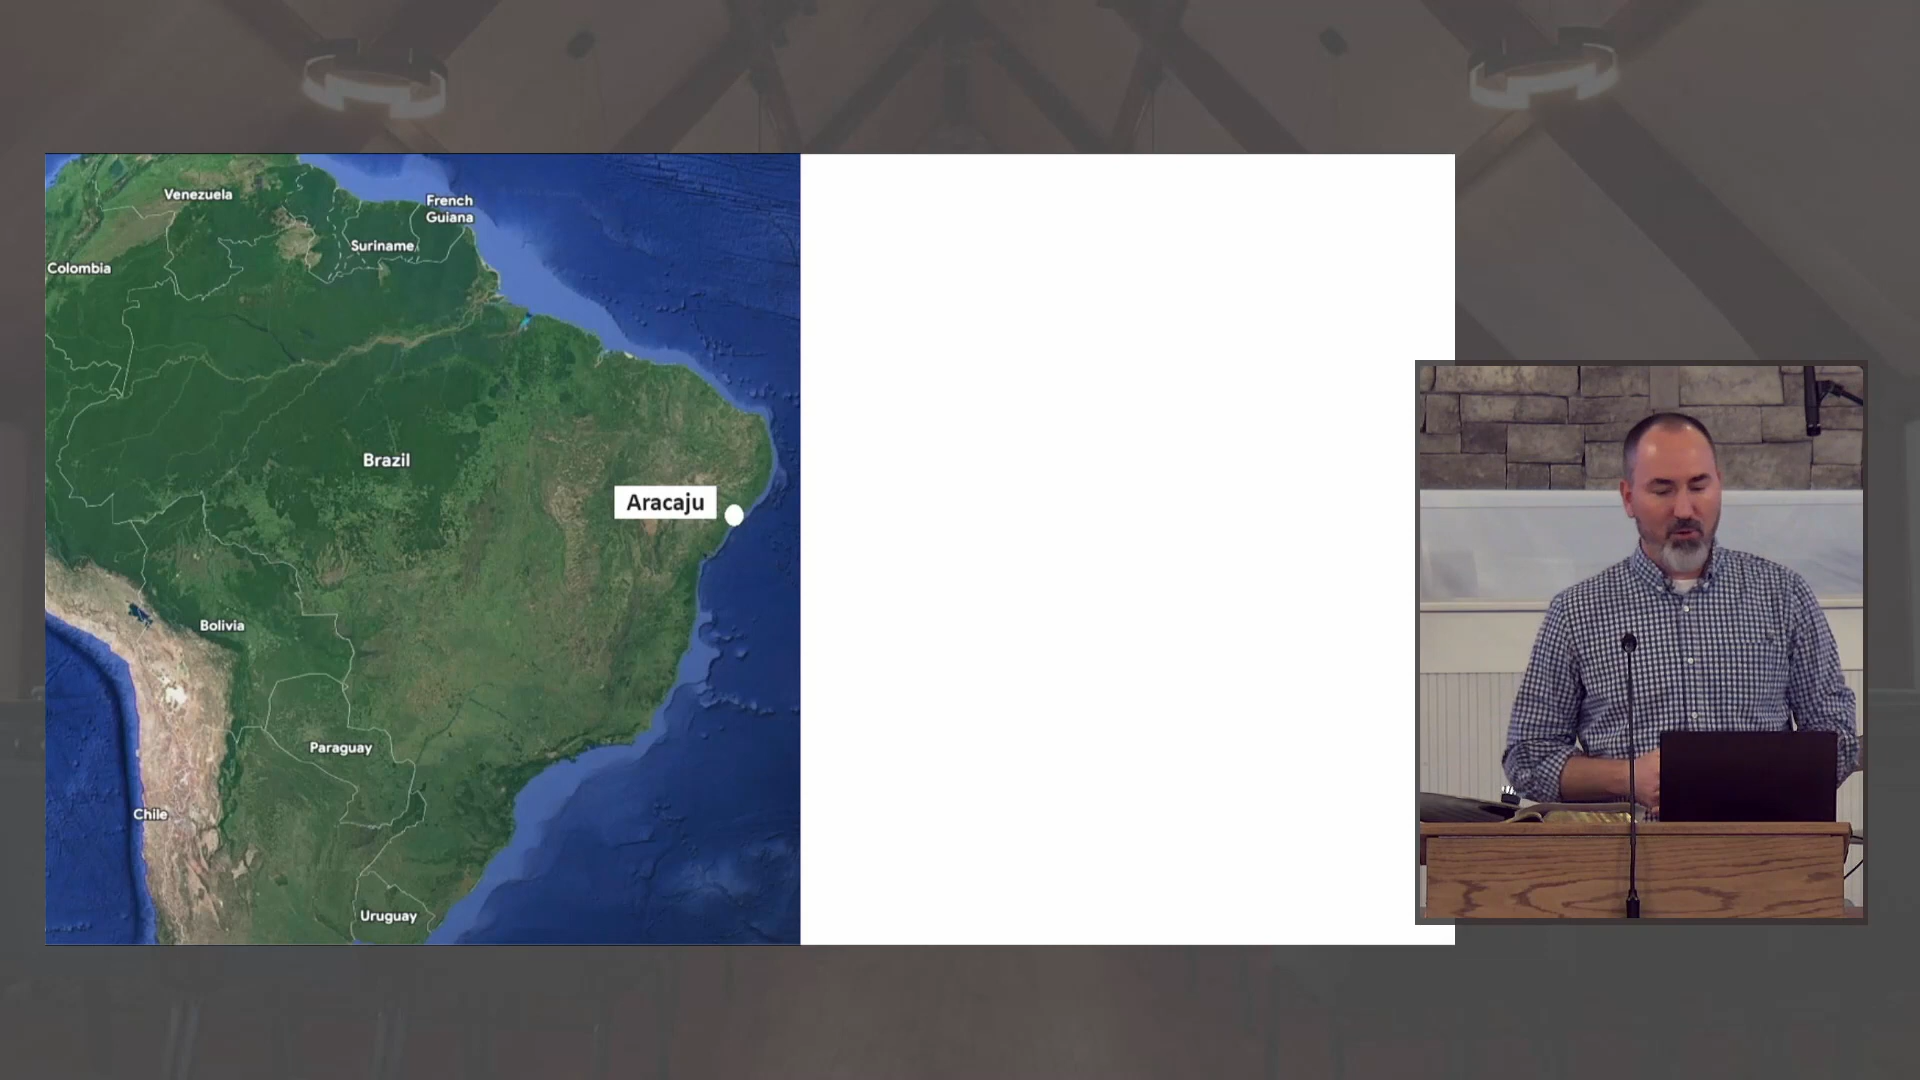 Venezuela
French
Guiana
Suriname
Colombia
Brazil
Aracaju
Bolivia
Paraguay
Chile
Uruguay